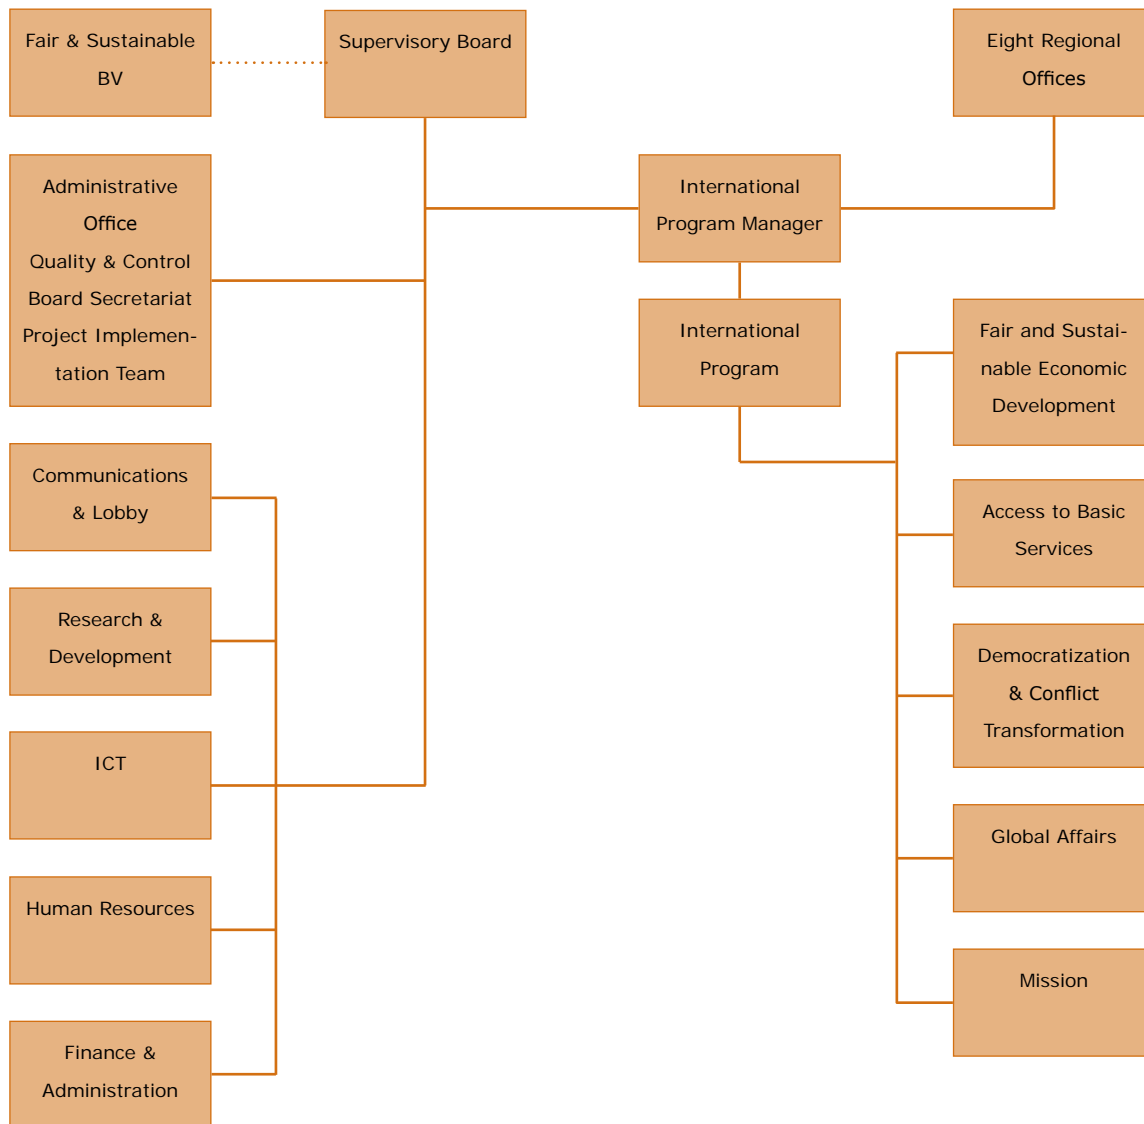 Fair & Sustainable
BV
Supervisory Board
Eight Regional
Offices
Administrative
Office
Quality & Control
Board Secretariat
Project Implemen-
tation Team
International
Program Manager
International
Program
Fair and Sustai-
nable Economic
Development
Communications
& Lobby
Access to Basic
Services
Research &
Development
Democratization
& Conflict
Transformation
ICT
Global Affairs
Human Resources
Mission
Finance &
Administration